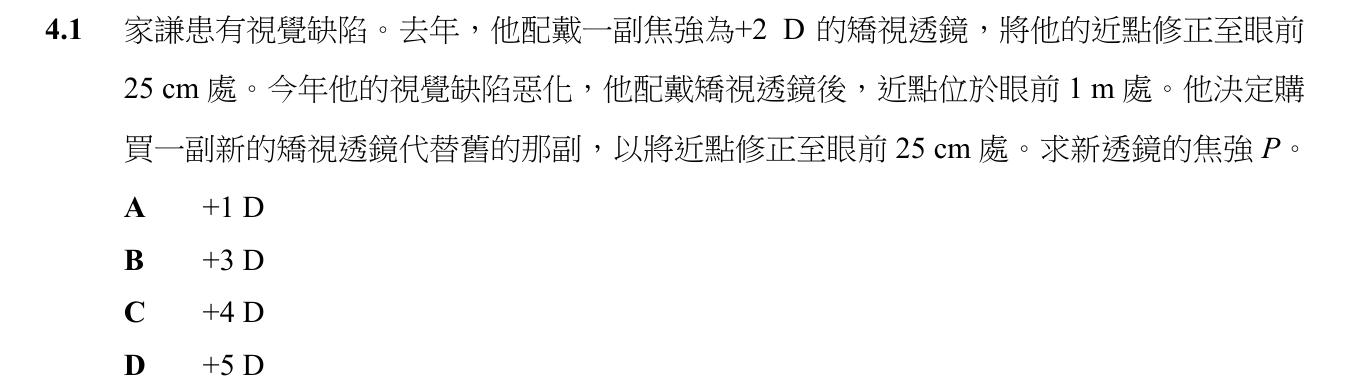 4.1 家謙患有視覺缺陷。去年，他配戴一副焦強為+2 D 的矯視透鏡，將他的近點修正至眼前
25 cm 處。今年他的視覺缺陷惡化，他配戴矯視透鏡後，近點位於眼前 1 m 處。他決定購
買一副新的矯視透鏡代替舊的那副，以將近點修正至眼前 25 cm 處。求新透鏡的焦強 P。
A +1 D
B +3 D
C +4 D
D +5 D